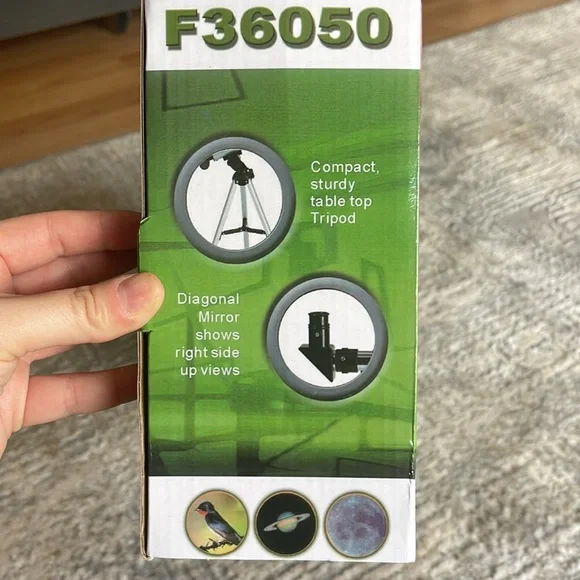 F36050
Compact,
sturdy
table top
Tripod
Diagonal
Mirror
shows
right side
up views